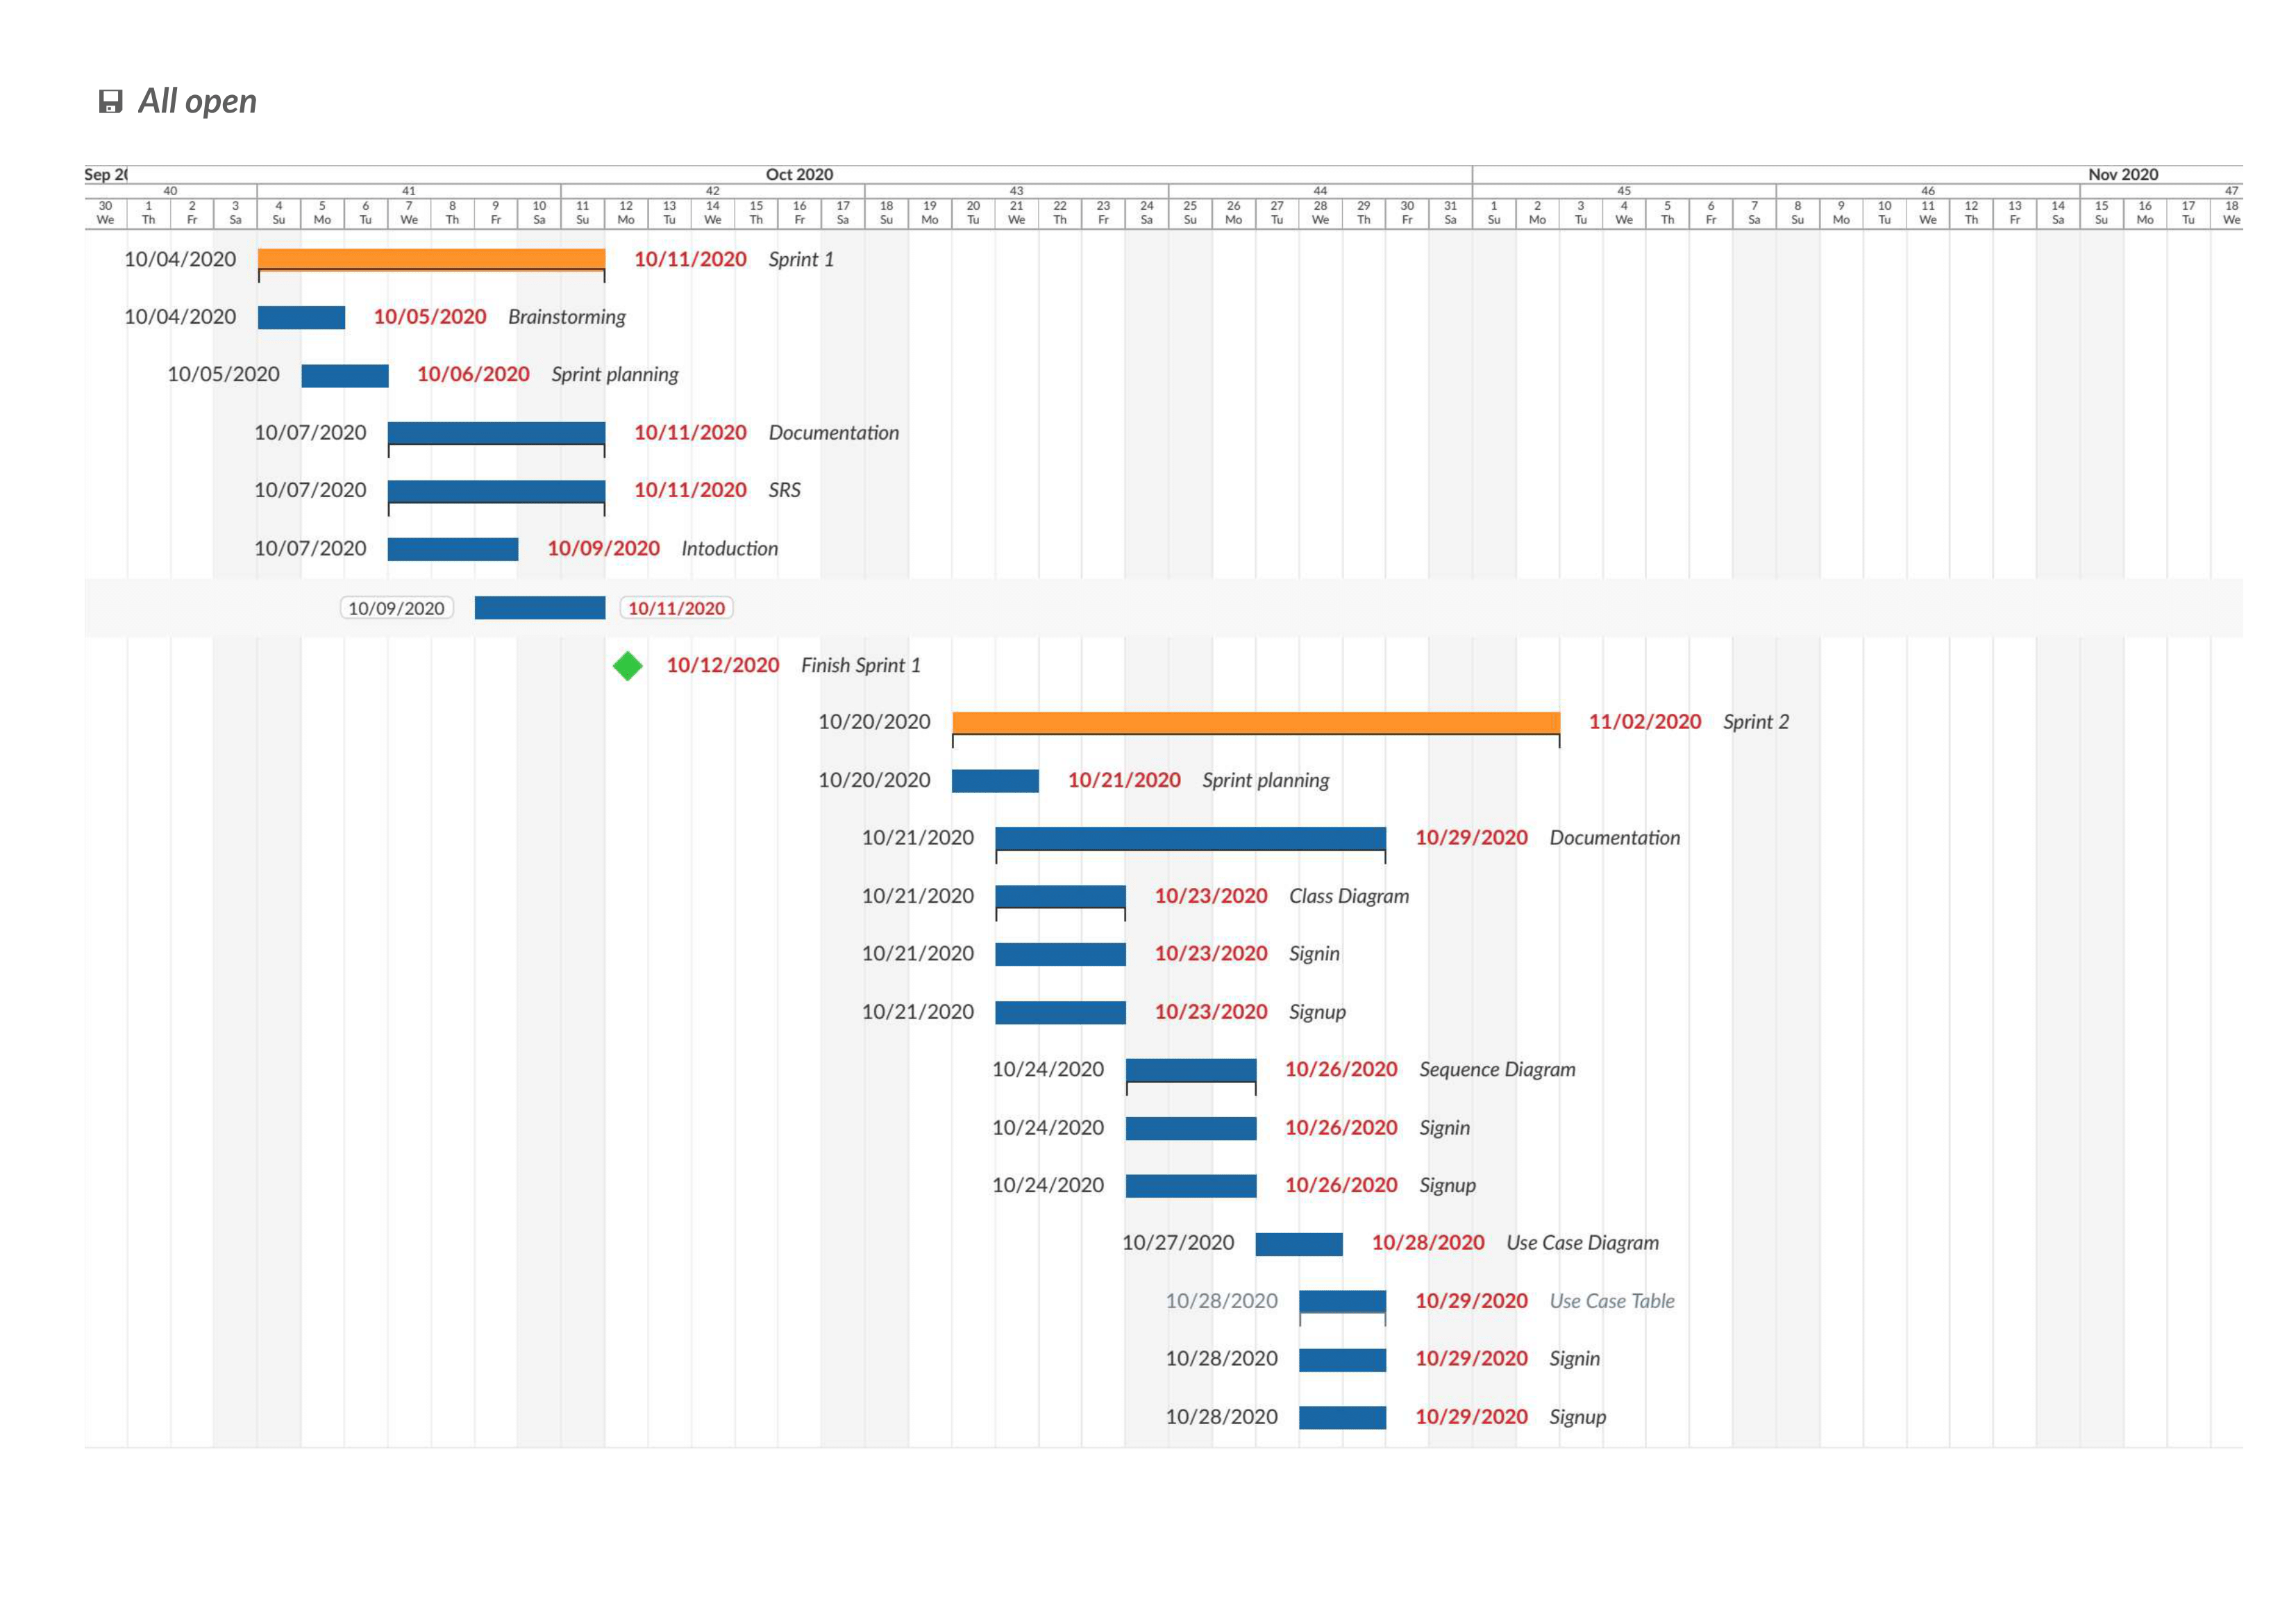 All open
Sep 20 Oct 2020 Nov 2020
40 41 42 43 44 45 46 47
30 1 2 3 4 5 6 7 8 9 10 11 12 13 14 15 16 17 18 19 20 21 22 23 24 25 26 27 28 29 30 31 1 2 3 4 5 6 7 8 9 10 11 12 13 14 15 16 17 18
We Th Fr Sa Su Mo Tu We Th Fr Sa Su Mo Tu We Th Fr Sa Su Mo Tu We Th Fr Sa Su Mo Tu We Th Fr Sa Su Mo Tu We Th Fr Sa Su Mo Tu We Th Fr Sa Su Mo Tu We
10/04/2020 10/11/2020 Sprint 1
10/04/2020 10/05/2020 Brainstorming
10/05/2020 10/06/2020 Sprint planning
10/07/2020 10/11/2020 Documentation
10/07/2020 10/11/2020 SRS
10/07/2020 10/09/2020 Intoduction
10/09/2020 10/11/2020
10/12/2020 Finish Sprint 1
10/20/2020 11/02/2020 Sprint 2
10/20/2020 10/21/2020 Sprint planning
10/21/2020 10/29/2020 Documentation
10/21/2020 10/23/2020 Class Diagram
10/21/2020 10/23/2020 Signin
10/21/2020 10/23/2020 Signup
10/24/2020 10/26/2020 Sequence Diagram
10/24/2020 10/26/2020 Signin
10/24/2020 10/26/2020 Signup
10/27/2020 10/28/2020 Use Case Diagram
10/28/2020 10/29/2020 Use Case Table
10/28/2020 10/29/2020 Signin
10/28/2020 10/29/2020 Signup